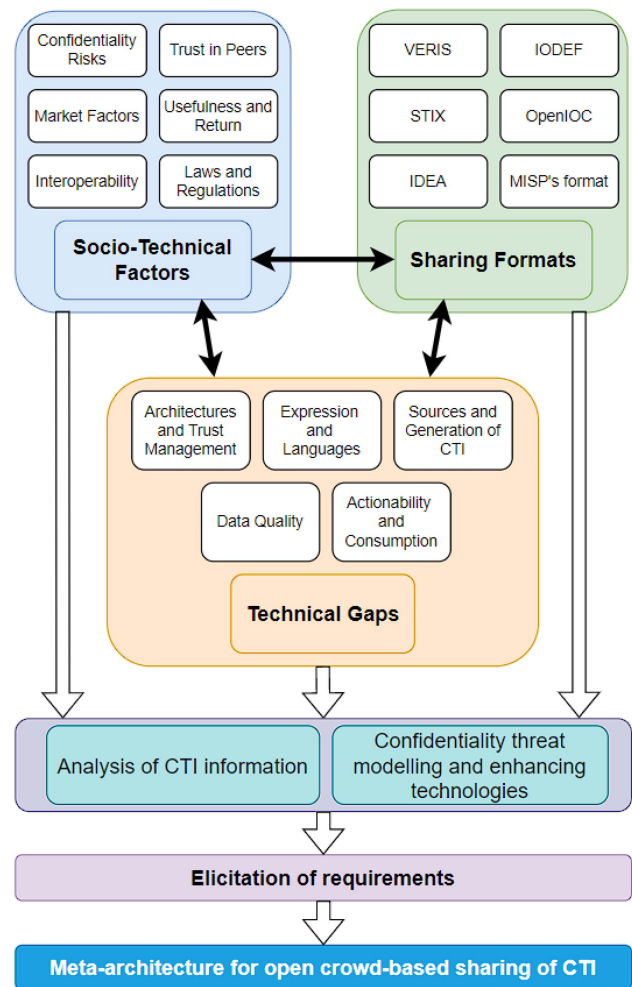 Confidentiality
Risks
Trust in Peers
Market Factors
Usefulness and
Return
Interoperability
Laws and
Regulations
Socio-Technical
Factors
VERIS
IODEF
STIX
OpenIOC
IDEA
MISP's format
Sharing Formats
Architectures
and Trust
Management
Expression
and
Languages
Sources and
Generation of
CTI
Data Quality
Actionability
and
Consumption
Technical Gaps
Analysis of CTI information
Confidentiality threat
modelling and enhancing
technologies
Elicitation of requirements
Meta-architecture for open crowd-based sharing of CTI